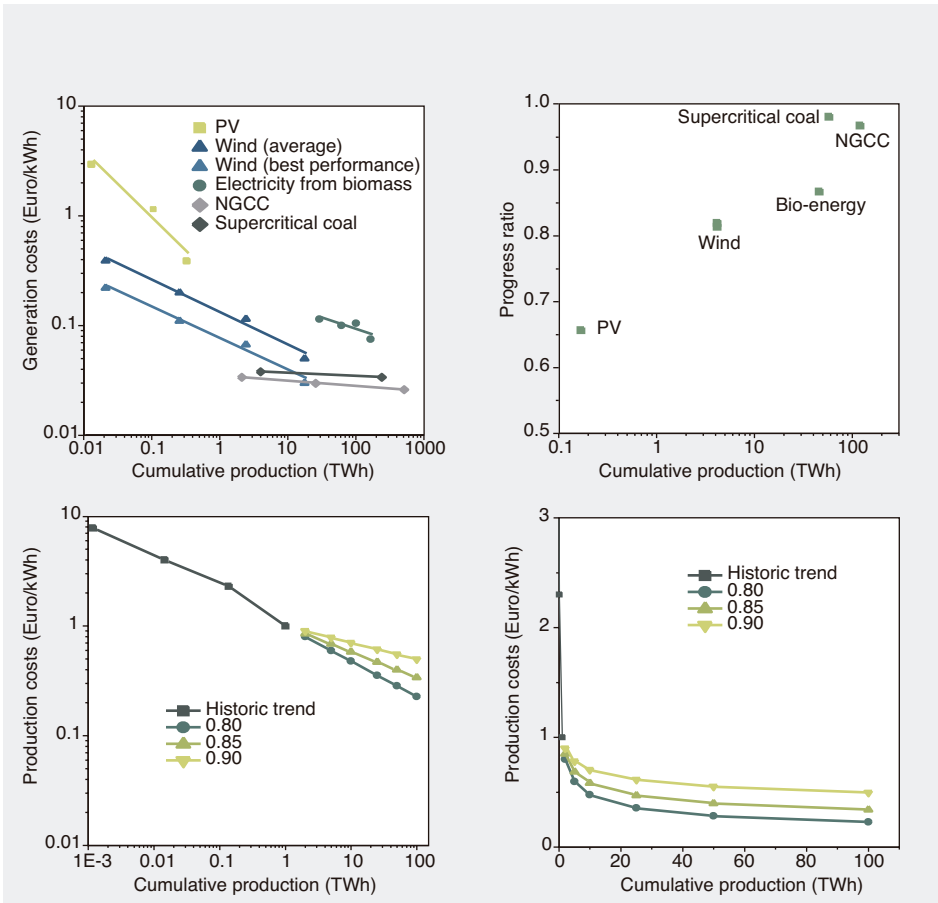 10
1
0.1
0.01
Generation costs (Euro/kWh)
PV
Wind (average)
Wind (best performance)
Electricity from biomass
NGCC
Supercritical coal
0.01
0.1
1
10
100
1000
Cumulative production (TWh)
1.0
0.9
0.8
0.7
0.6
0.5
Progress ratio
Supercritical coal
NGCC
Bio-energy
Wind
PV
0.1
1
10
100
Cumulative production (TWh)
10
1
0.1
0.01
Production costs (Euro/kWh)
Historic trend
0.80
0.85
0.90
1E-3
0.01
0.1
1
10
100
Cumulative production (TWh)
3
2
1
0
Production costs (Euro/kWh)
Historic trend
0.80
0.85
0.90
0
20
40
60
80
100
Cumulative production (TWh)